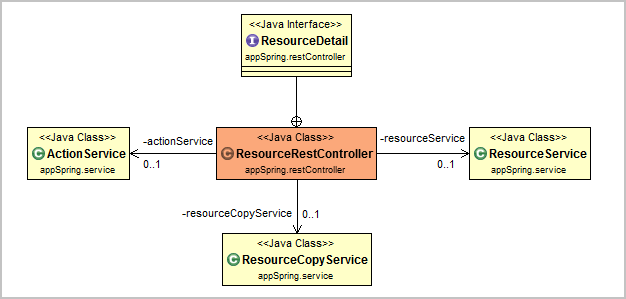 <<Java Interface>>
I ResourceDetail
appSpring.restController
<<Java Class>>
C ActionService
appSpring.service
-actionService
0..1
<<Java Class>>
C ResourceRestController
appSpring.restController
-resourceService
0..1
<<Java Class>>
C ResourceService
appSpring.service
-resourceCopyService
0..1
<<Java Class>>
C ResourceCopyService
appSpring.service